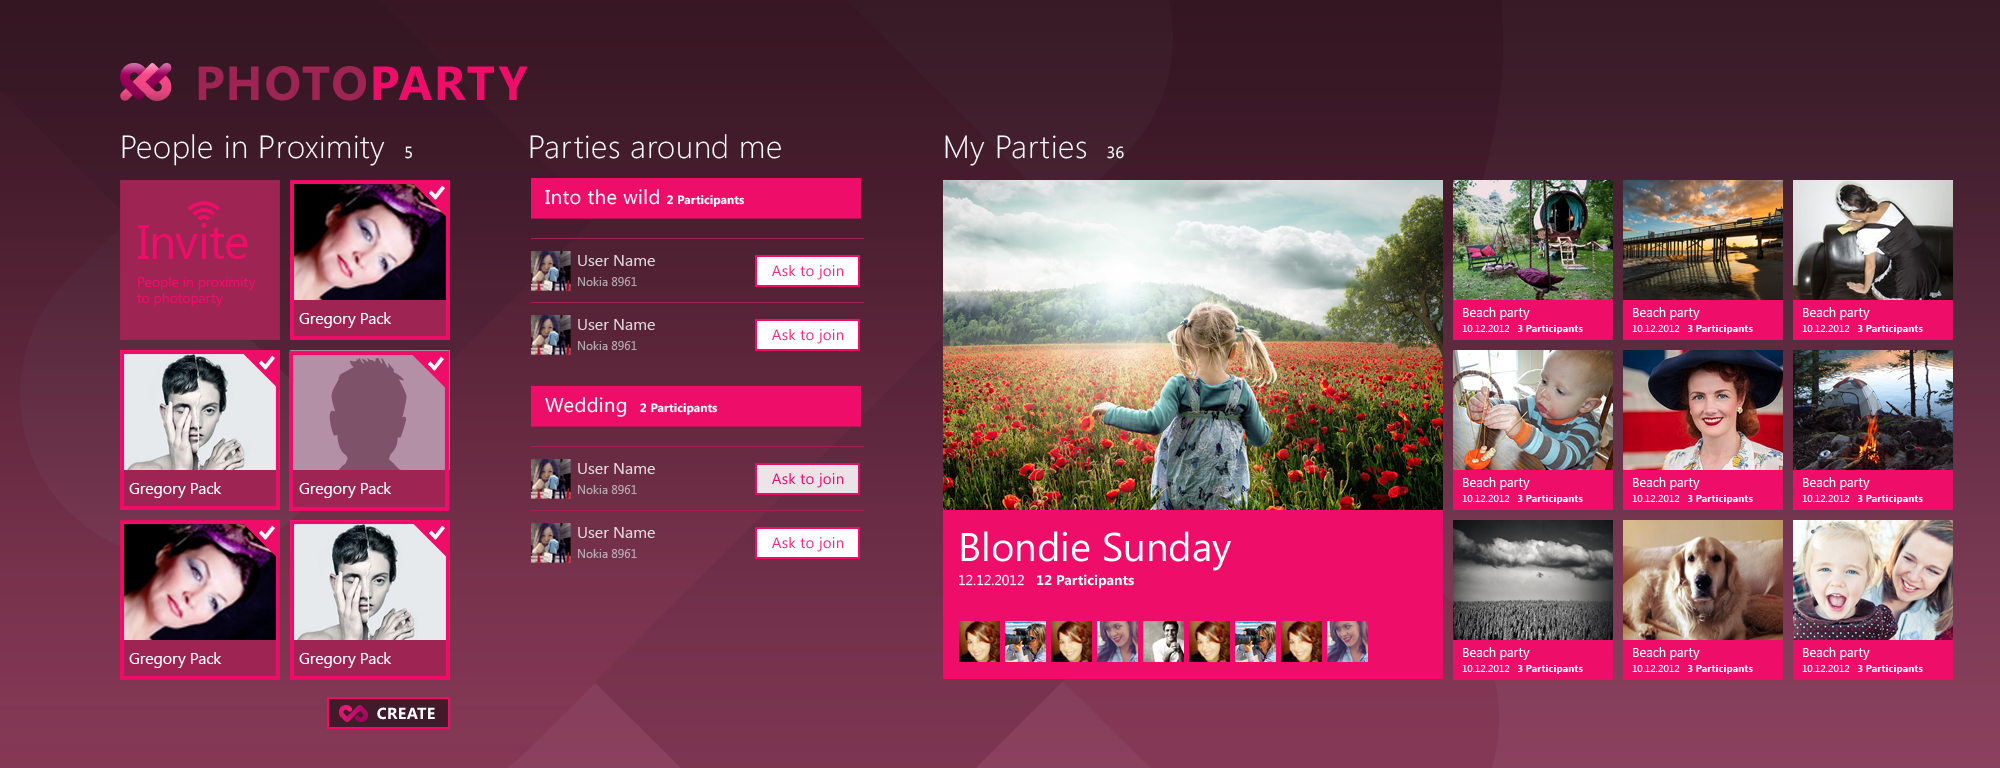 PHOTOPARTY
People in Proximity 5
Invite
People in proximity
to photoparty
Gregory Pack
Gregory Pack
Gregory Pack
Gregory Pack
Gregory Pack
CREATE
Parties around me
Into the wild 2 Participants
User Name
Nokia 8961
Ask to join
User Name
Nokia 8961
Ask to join
Wedding 2 Participants
User Name
Nokia 8961
Ask to join
User Name
Nokia 8961
Ask to join
My Parties 36
Blondie Sunday
12.12.2012 12 Participants
Beach party
10.12.2012 3 Participants
Beach party
10.12.2012 3 Participants
Beach party
10.12.2012 3 Participants
Beach party
10.12.2012 3 Participants
Beach party
10.12.2012 3 Participants
Beach party
10.12.2012 3 Participants
Beach party
10.12.2012 3 Participants
Beach party
10.12.2012 3 Participants
Beach party
10.12.2012 3 Participants